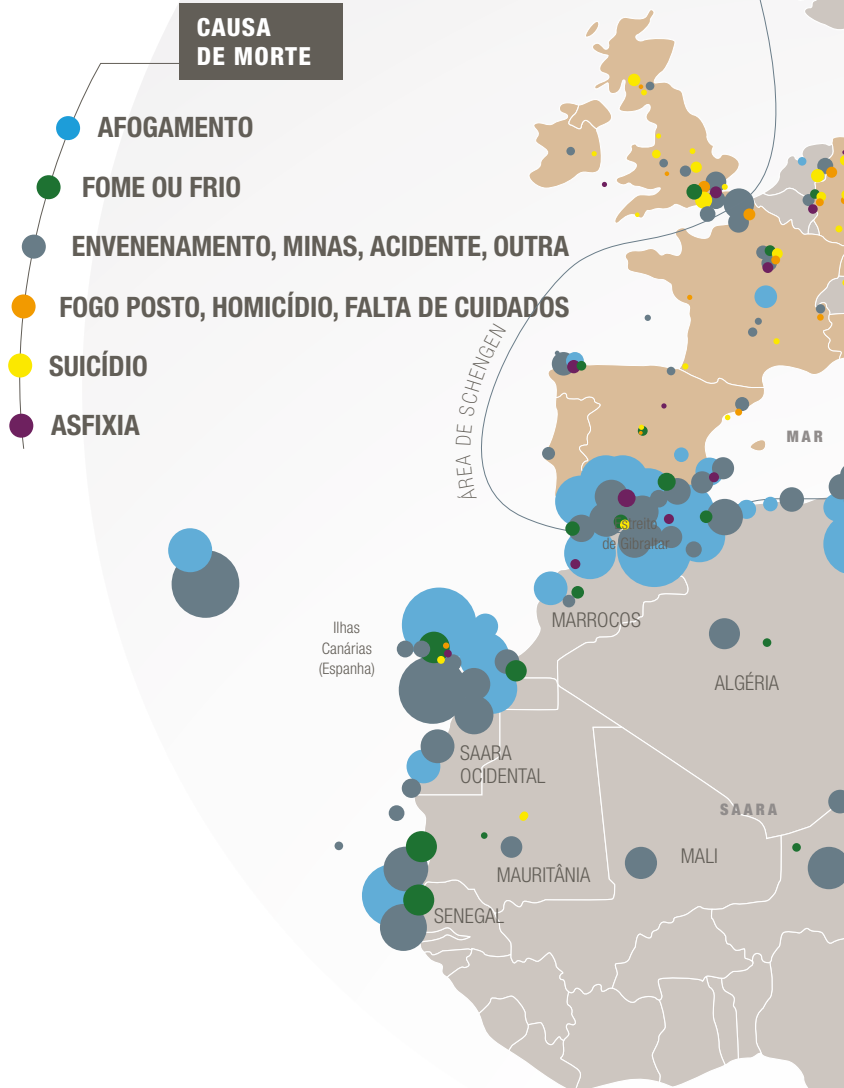 CAUSA
DE MORTE
AFOGAMENTO
FOME OU FRIO
ENVENENAMENTO, MINAS, ACIDENTE, OUTRA
FOGO POSTO, HOMICÍDIO, FALTA DE CUIDADOS
SUICÍDIO
ASFIXIA
ÁREA DE SCHENGEN
MAR
Estreito
de Gibraltar
MARROCOS
Ilhas
Canárias
(Espanha)
ALGÉRIA
SAARA
OCIDENTAL
SAARA
MAURITÂNIA
MALI
SENEGAL